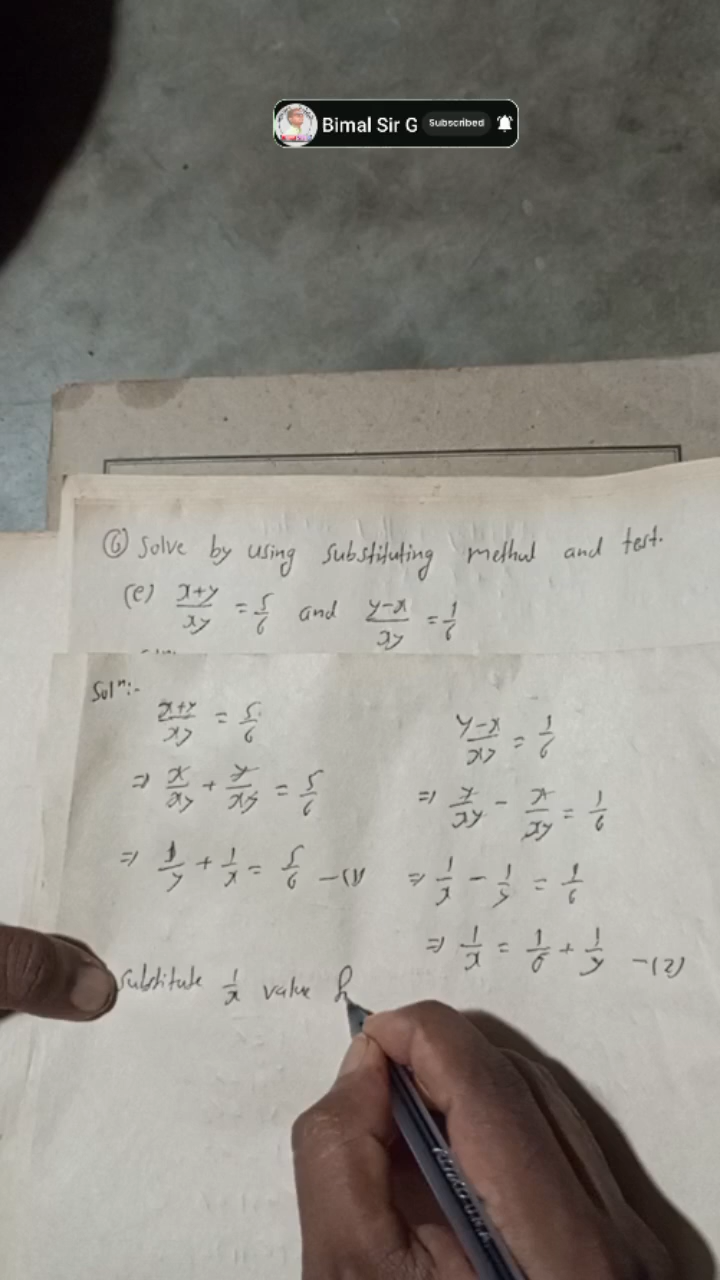 Bimal Sir G Subscribed
⑥ Solve by using substituting method and test.
(e) x+y/xy = 5/6 and y-x/xy = 1/6
Solⁿ:-
x+y/xy = 5/6
⇒ x/xy + y/xy = 5/6
⇒ 1/y + 1/x = 5/6 -(1)
y-x/xy = 1/6
⇒ y/xy - x/xy = 1/6
⇒ 1/x - 1/y = 1/6
⇒ 1/x = 1/6 + 1/y -(2)
substitute 1/x value